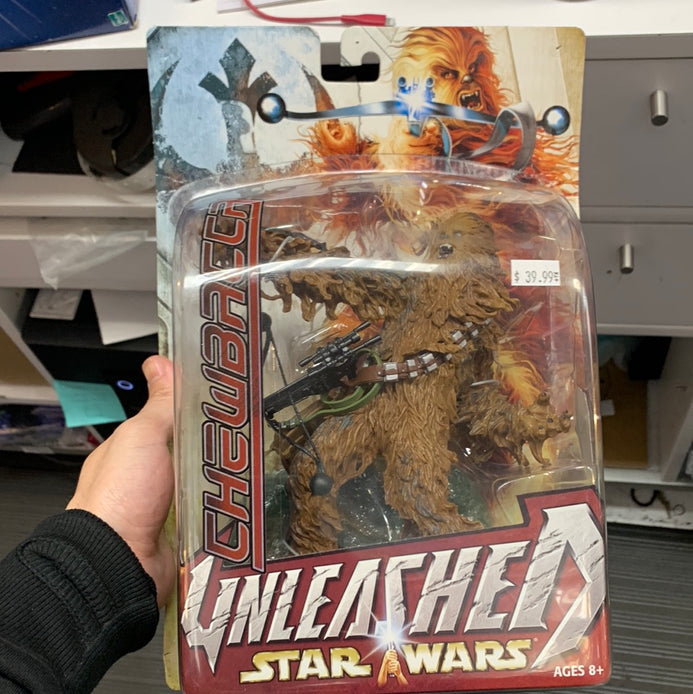 CHEWBACCA
$ 39.99
UNLEASHED
STAR WARS
AGES 8+